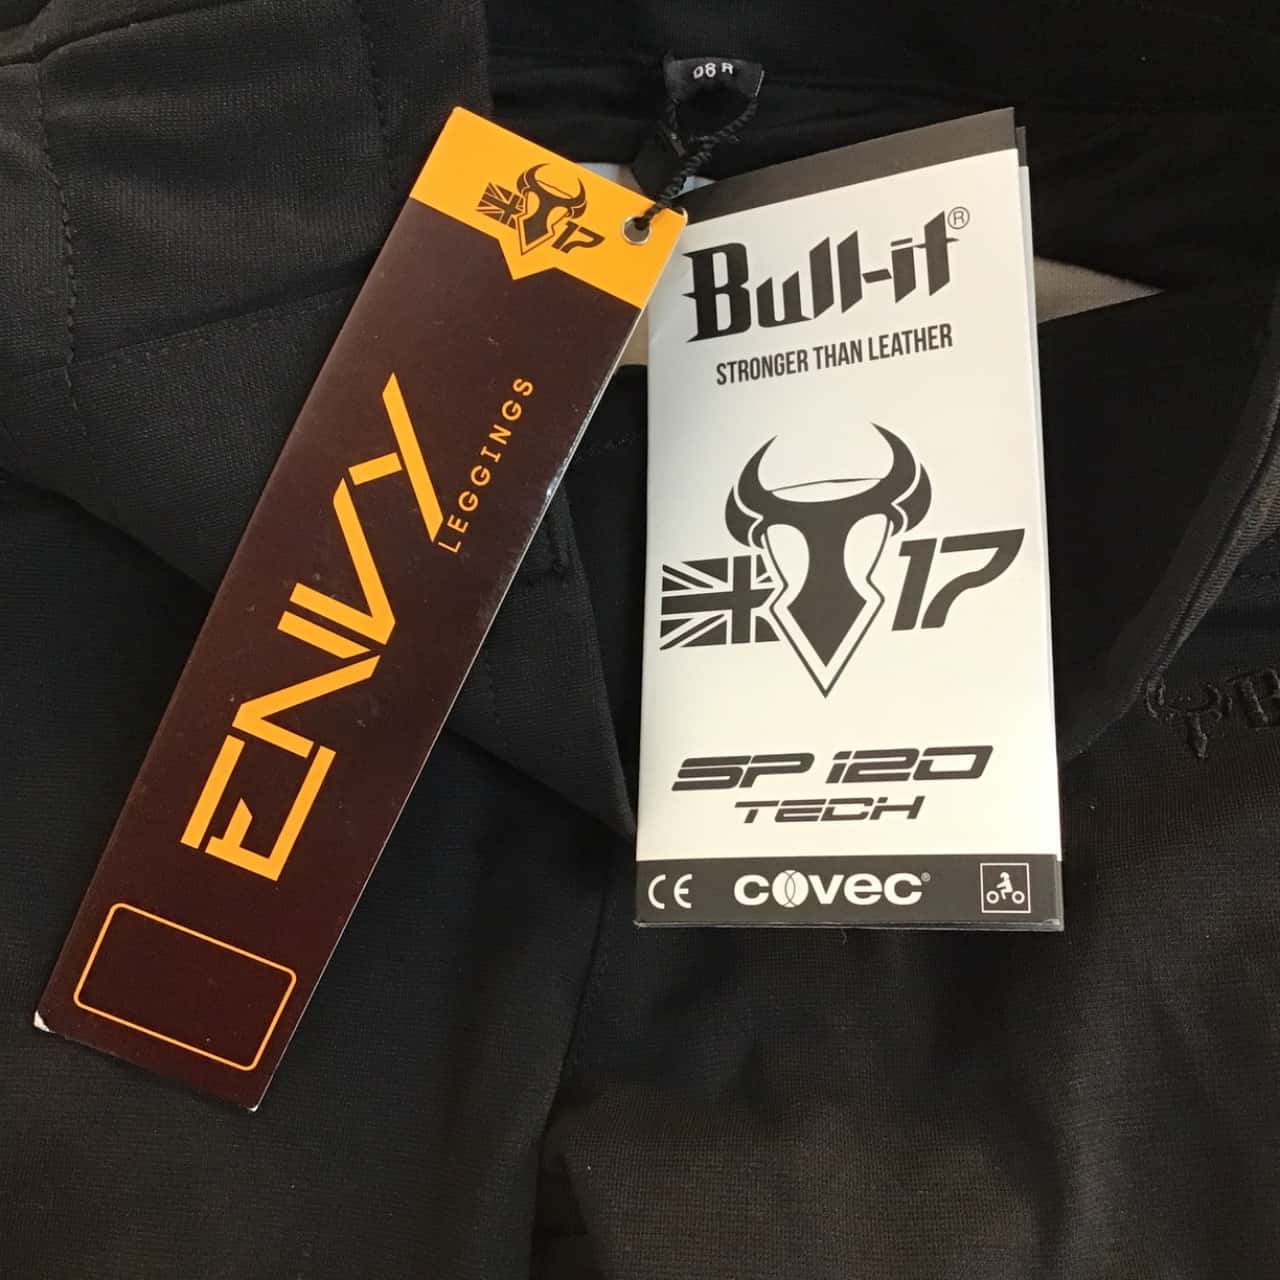 08 R
17
ENVY
LEGGINGS
Bull-it®
STRONGER THAN LEATHER
17
SP 120
TECH
CE covec®